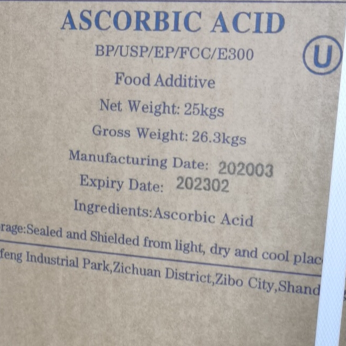 ASCORBIC ACID
BP/USP/EP/FCC/E300
U
Food Additive
Net Weight: 25kgs
Gross Weight: 26.3kgs
Manufacturing Date: 202003
Expiry Date: 202302
Ingredients:Ascorbic Acid
rage:Sealed and Shielded from light, dry and cool plac
feng Industrial Park,Zichuan District,Zibo City,Shand